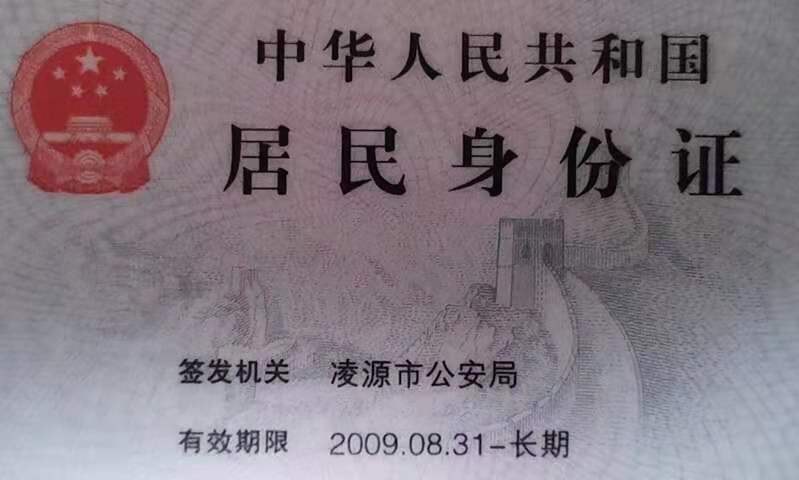 中华人民共和国
居民身份证
签发机关 凌源市公安局
有效期限 2009.08.31-长期